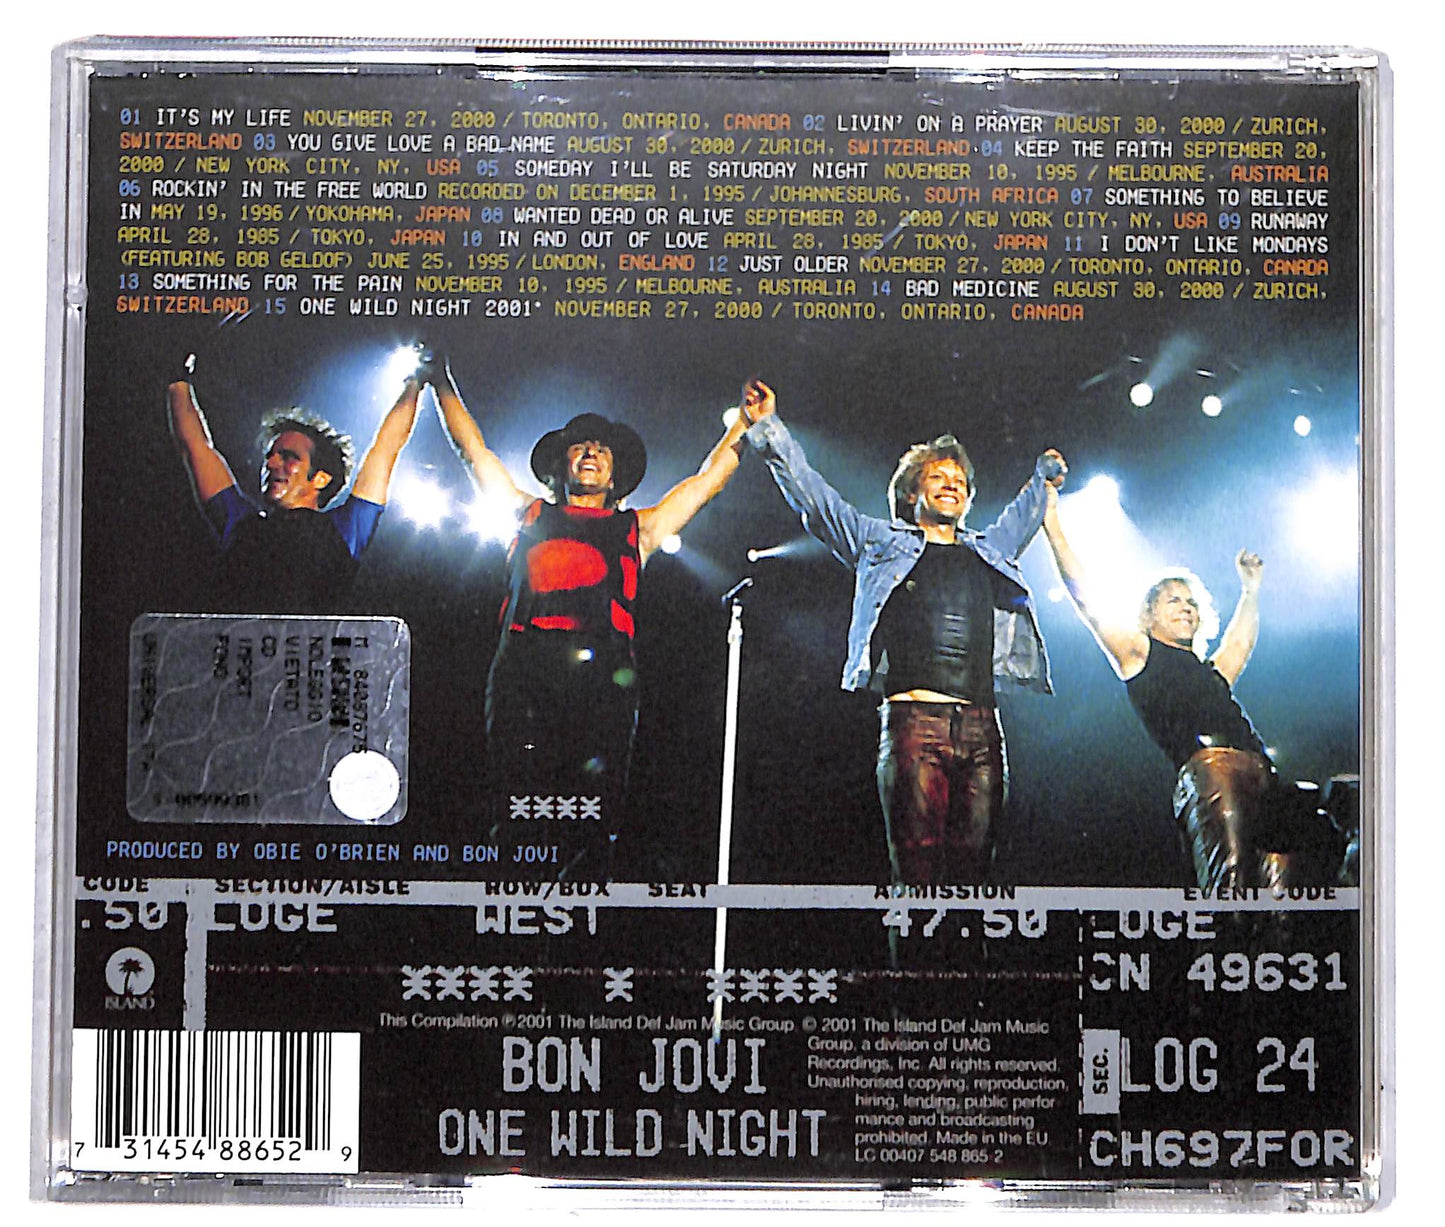 01 IT'S MY LIFE NOVEMBER 27, 2000 / TORONTO, ONTARIO, CANADA 02 LIVIN' ON A PRAYER AUGUST 30, 2000 / ZURICH,
SWITZERLAND 03 YOU GIVE LOVE A BAD NAME AUGUST 30, 2000 / ZURICH, SWITZERLAND 04 KEEP THE FAITH SEPTEMBER 20,
2000 / NEW YORK CITY, NY, USA 05 SOMEDAY I'LL BE SATURDAY NIGHT NOVEMBER 10, 1995 / MELBOURNE, AUSTRALIA
06 ROCKIN' IN THE FREE WORLD RECORDED ON DECEMBER 1, 1995 / JOHANNESBURG, SOUTH AFRICA 07 SOMETHING TO BELIEVE
IN MAY 19, 1996 / YOKOHAMA, JAPAN 08 WANTED DEAD OR ALIVE SEPTEMBER 20, 2000 / NEW YORK CITY, NY, USA 09 RUNAWAY
APRIL 28, 1985 / TOKYO, JAPAN 10 IN AND OUT OF LOVE APRIL 28, 1985 / TOKYO, JAPAN 11 I DON'T LIKE MONDAYS
(FEATURING BOB GELDOF) JUNE 25, 1995 / LONDON, ENGLAND 12 JUST OLDER NOVEMBER 27, 2000 / TORONTO, ONTARIO, CANADA
13 SOMETHING FOR THE PAIN NOVEMBER 10, 1995 / MELBOURNE, AUSTRALIA 14 BAD MEDICINE AUGUST 30, 2000 / ZURICH,
SWITZERLAND 15 ONE WILD NIGHT 2001* NOVEMBER 27, 2000 / TORONTO, ONTARIO, CANADA
NOLEGGIO
VIETATO
CD
IMPORT
FONO
UNIVERSAL
****
PRODUCED BY OBIE O'BRIEN AND BON JOVI
CODE SECTION/AISLE ROW/BOX SEAT ADMISSION EVENT CODE
.50 LOGE WEST 47.50 LOGE
CN 49631
ISLAND
**** * ****
This Compilation ℗ 2001 The Island Def Jam Music Group © 2001 The Island Def Jam Music
Group, a division of UMG
Recordings, Inc. All rights reserved.
Unauthorised copying, reproduction,
hiring, lending, public perfor
mance and broadcasting
prohibited. Made in the EU.
LC 00407 548 865-2
BON JOVI
ONE WILD NIGHT
SEC. LOG 24
CH697FOR
7 31454 88652 9